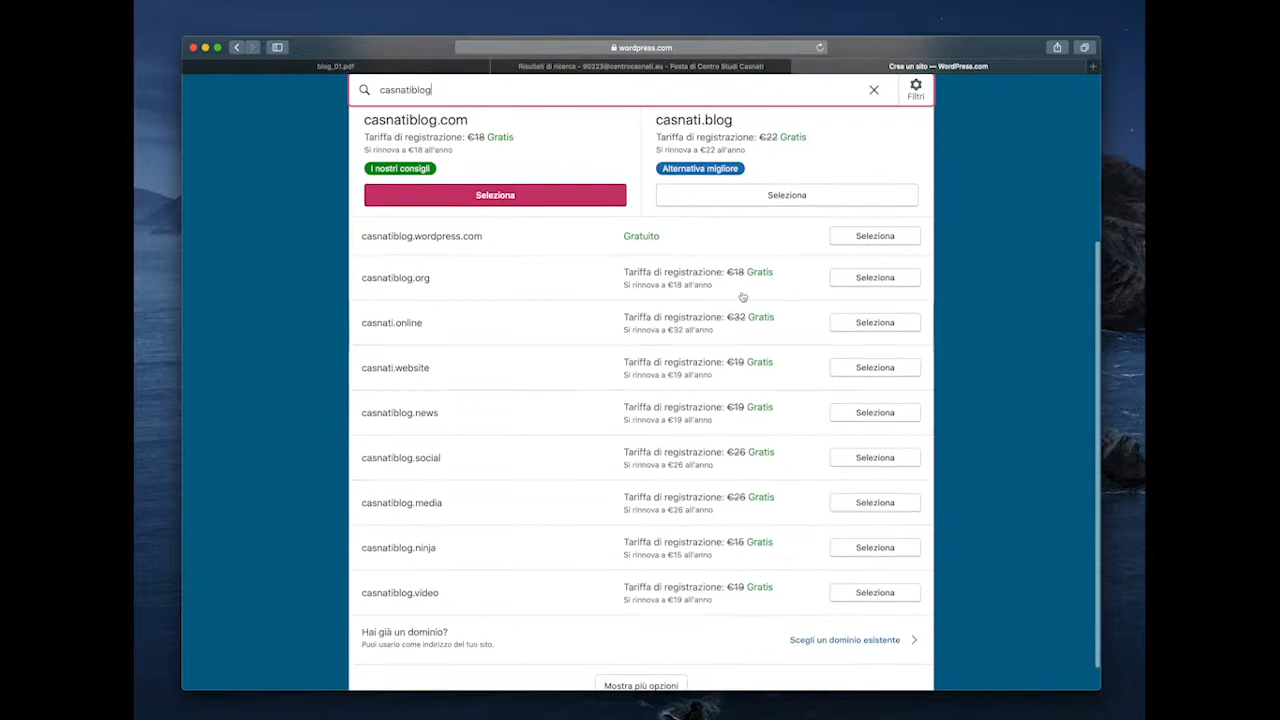 wordpress.com
blog_01.pdf
Risultati di ricerca – 90223@centrocasnati.eu – Posta di Centro Studi Casnati
Crea un sito — WordPress.com
casnatiblog
Filtri
casnatiblog.com
Tariffa di registrazione: €18 Gratis
Si rinnova a €18 all'anno
I nostri consigli
Seleziona
casnati.blog
Tariffa di registrazione: €22 Gratis
Si rinnova a €22 all'anno
Alternativa migliore
Seleziona
casnatiblog.wordpress.com
Gratuito
Seleziona
casnatiblog.org
Tariffa di registrazione: €18 Gratis
Si rinnova a €18 all'anno
Seleziona
casnati.online
Tariffa di registrazione: €32 Gratis
Si rinnova a €32 all'anno
Seleziona
casnati.website
Tariffa di registrazione: €19 Gratis
Si rinnova a €19 all'anno
Seleziona
casnatiblog.news
Tariffa di registrazione: €19 Gratis
Si rinnova a €19 all'anno
Seleziona
casnatiblog.social
Tariffa di registrazione: €26 Gratis
Si rinnova a €26 all'anno
Seleziona
casnatiblog.media
Tariffa di registrazione: €26 Gratis
Si rinnova a €26 all'anno
Seleziona
casnatiblog.ninja
Tariffa di registrazione: €15 Gratis
Si rinnova a €15 all'anno
Seleziona
casnatiblog.video
Tariffa di registrazione: €19 Gratis
Si rinnova a €19 all'anno
Seleziona
Hai già un dominio?
Puoi usarlo come indirizzo del tuo sito.
Scegli un dominio esistente
Mostra più opzioni